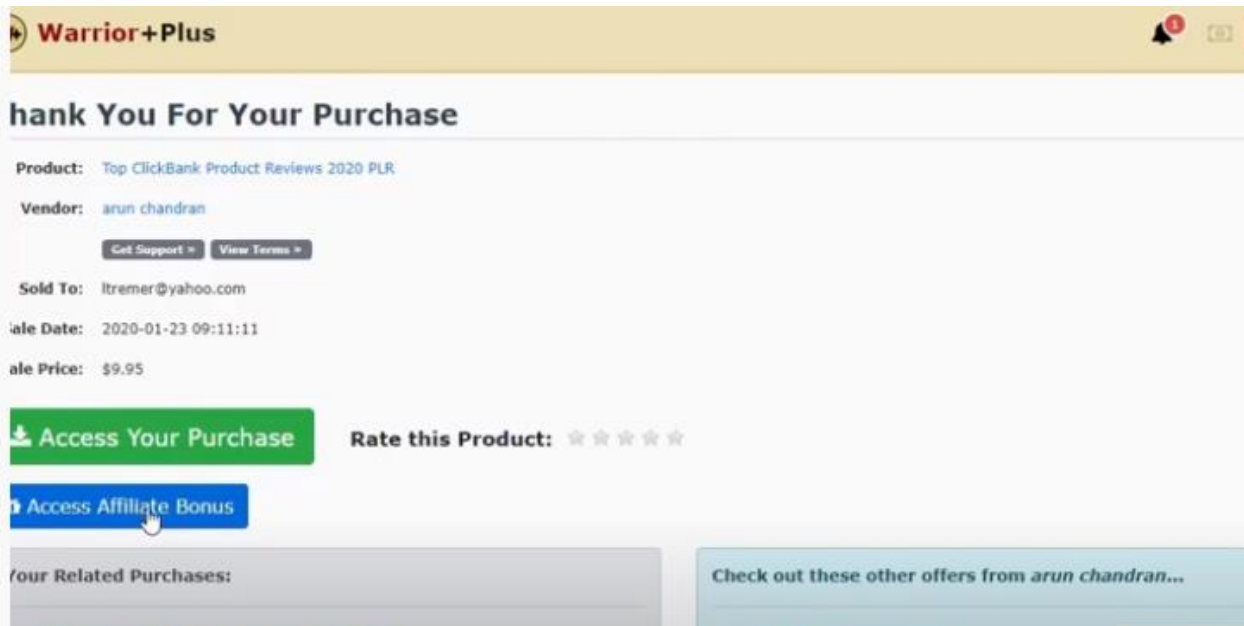 Warrior+Plus
1
hank You For Your Purchase
Product: Top ClickBank Product Reviews 2020 PLR
Vendor: arun chandran
Get Support » View Terms »
Sold To: ltremer@yahoo.com
ale Date: 2020-01-23 09:11:11
ale Price: $9.95
Access Your Purchase Rate this Product:
Access Affiliate Bonus
Your Related Purchases: Check out these other offers from arun chandran...